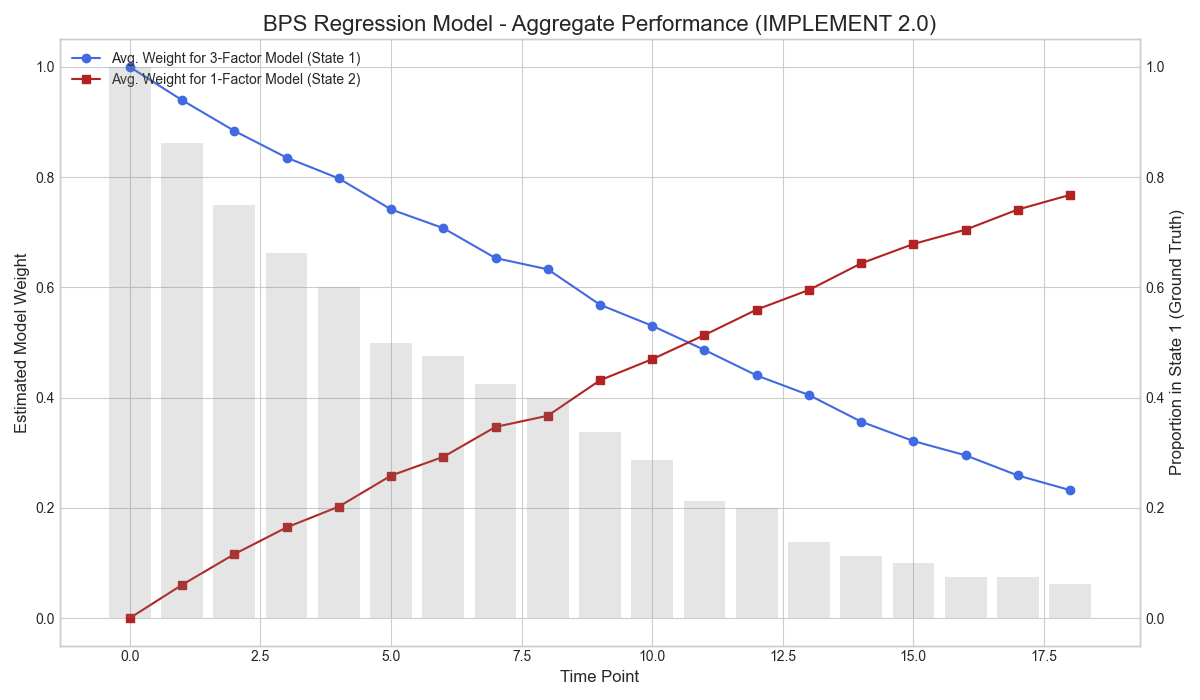 BPS Regression Model - Aggregate Performance (IMPLEMENT 2.0)
Avg. Weight for 3-Factor Model (State 1)
Avg. Weight for 1-Factor Model (State 2)
Estimated Model Weight
1.0
0.8
0.6
0.4
0.2
0.0
1.0
0.8
0.6
0.4
0.2
0.0
Proportion in State 1 (Ground Truth)
0.0 2.5 5.0 7.5 10.0 12.5 15.0 17.5
Time Point